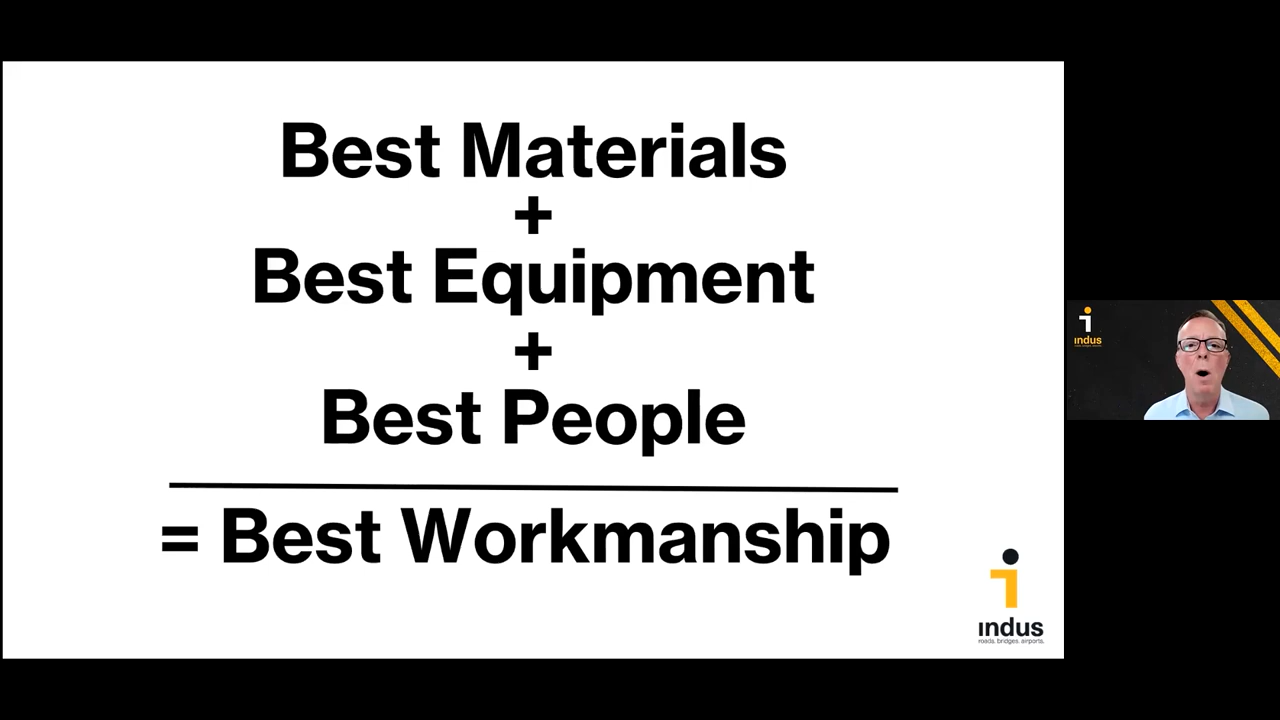 Best Materials
+
Best Equipment
+
Best People
= Best Workmanship
indus
roads. bridges. airports.
indus